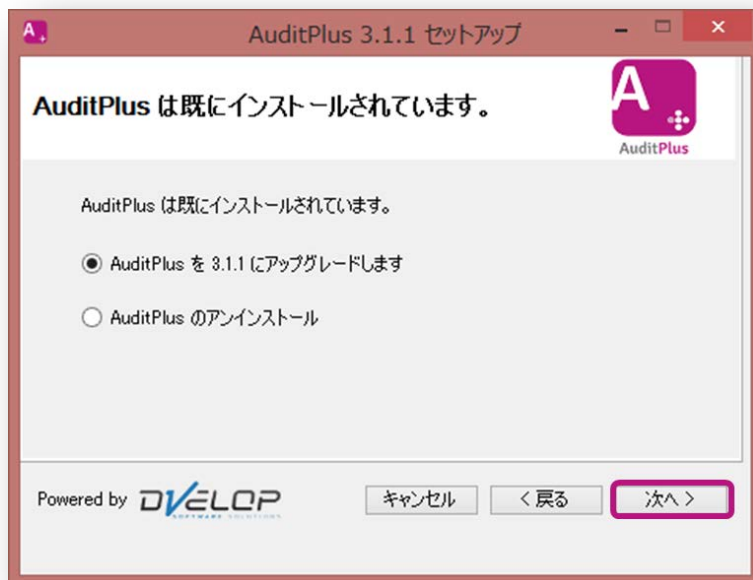 A+
AuditPlus 3.1.1 セットアップ
AuditPlus は既にインストールされています。
A
AuditPlus
AuditPlus は既にインストールされています。
AuditPlus を 3.1.1 にアップグレードします
AuditPlus のアンインストール
Powered by DVELOP
SOFTWARE SOLUTIONS
キャンセル
< 戻る
次へ >